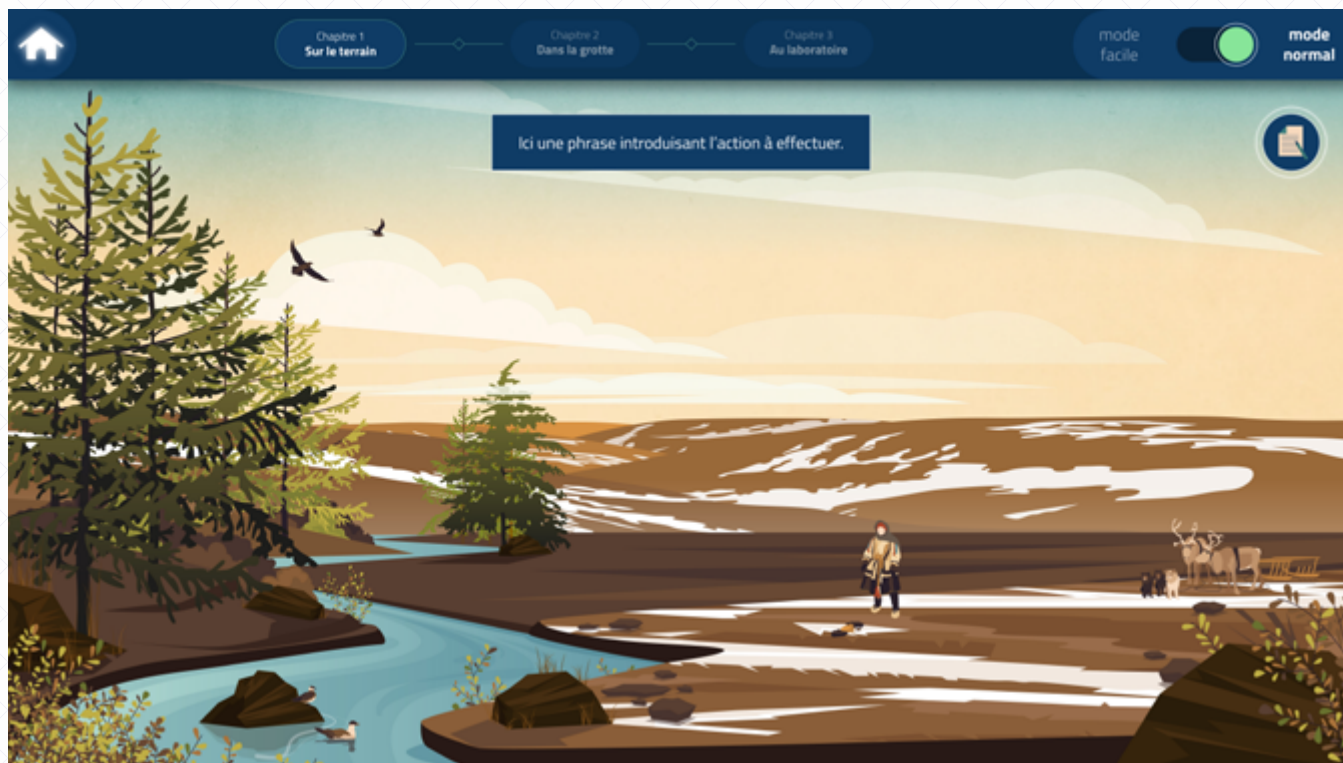 Chapitre 1
Sur le terrain
Chapitre 2
Dans la grotte
Chapitre 3
Au laboratoire
mode
facile
mode
normal
Ici une phrase introduisant l'action à effectuer.